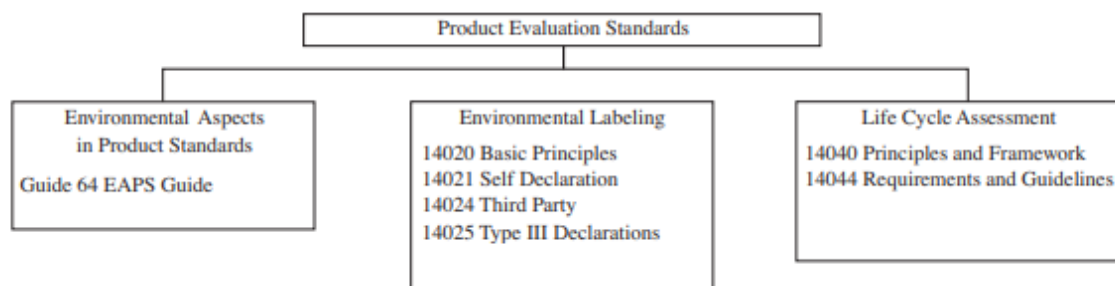 Product Evaluation Standards
Environmental Aspects
in Product Standards
Guide 64 EAPS Guide
Environmental Labeling
14020 Basic Principles
14021 Self Declaration
14024 Third Party
14025 Type III Declarations
Life Cycle Assessment
14040 Principles and Framework
14044 Requirements and Guidelines